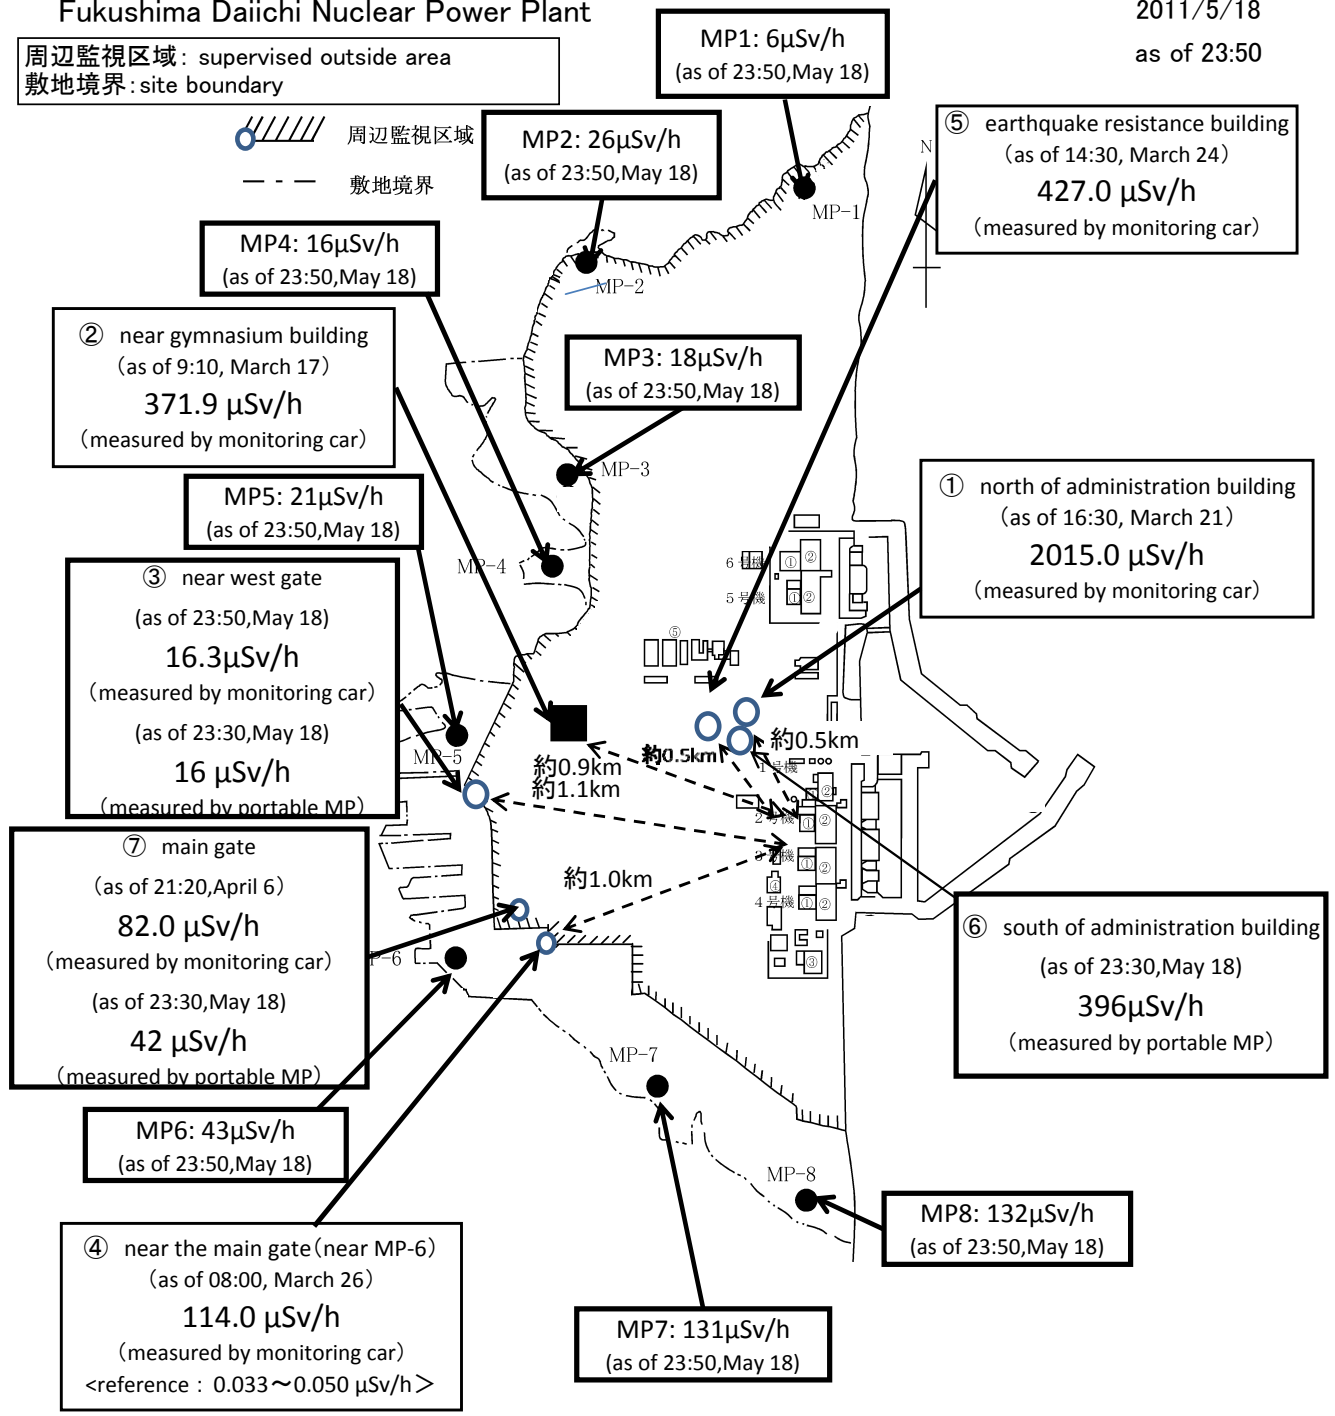 Fukushima Daiichi Nuclear Power Plant
2011/5/18
as of 23:50
周辺監視区域: supervised outside area
敷地境界:site boundary
周辺監視区域
敷地境界
MP1: 6μSv/h
(as of 23:50,May 18)
MP2: 26μSv/h
(as of 23:50,May 18)
⑤ earthquake resistance building
(as of 14:30, March 24)
427.0 μSv/h
(measured by monitoring car)
N
MP-1
MP4: 16μSv/h
(as of 23:50,May 18)
MP-2
② near gymnasium building
(as of 9:10, March 17)
371.9 μSv/h
(measured by monitoring car)
MP3: 18μSv/h
(as of 23:50,May 18)
MP-3
MP5: 21μSv/h
(as of 23:50,May 18)
① north of administration building
(as of 16:30, March 21)
2015.0 μSv/h
(measured by monitoring car)
MP-4
③ near west gate
(as of 23:50,May 18)
16.3μSv/h
(measured by monitoring car)
(as of 23:30,May 18)
16 μSv/h
(measured by portable MP)
6号機
① ②
5号機
① ②
⑤
MP-5
約0.9km
約1.1km
約0.5km
約0.5km
1号機
②
2号機
① ②
3号機
① ②
④
4号機
① ②
③
約1.0km
⑦ main gate
(as of 21:20,April 6)
82.0 μSv/h
(measured by monitoring car)
(as of 23:30,May 18)
42 μSv/h
(measured by portable MP)
P-6
⑥ south of administration building
(as of 23:30,May 18)
396μSv/h
(measured by portable MP)
MP-7
MP6: 43μSv/h
(as of 23:50,May 18)
MP-8
MP8: 132μSv/h
(as of 23:50,May 18)
④ near the main gate(near MP-6)
(as of 08:00, March 26)
114.0 μSv/h
(measured by monitoring car)
<reference : 0.033～0.050 μSv/h>
MP7: 131μSv/h
(as of 23:50,May 18)